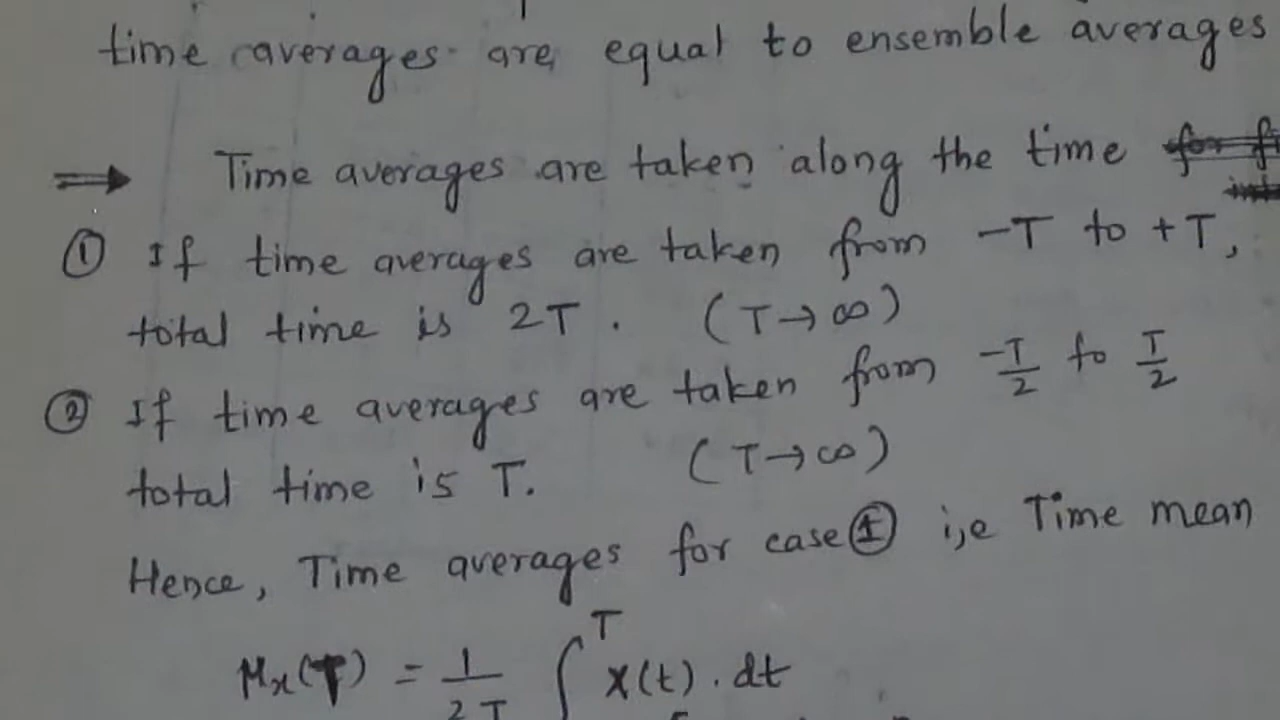 time averages are equal to ensemble averages
⇒ Time averages are taken along the time
① If time averages are taken from -T to +T,
total time is 2T. (T→∞)
② If time averages are taken from -T/2 to T/2
total time is T. (T→∞)
Hence, Time averages for case ① i,e Time mean
μx(T) = 1/2T ∫ T x(t).dt